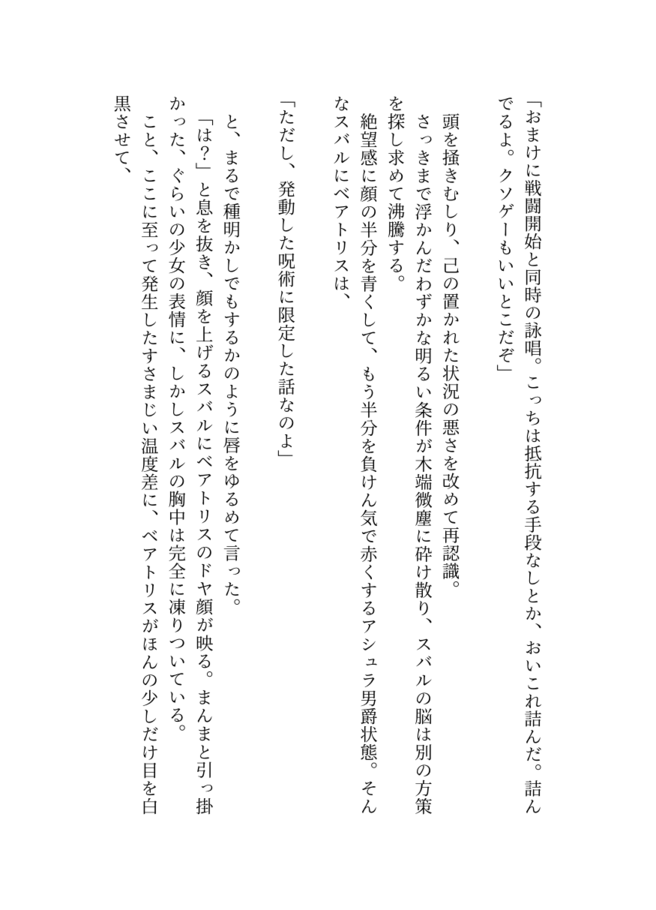 「おまけに戦闘開始と同時の詠唱。こっちは抵抗する手段なしとか、おいこれ詰んだ。詰ん
でるよ。クソゲーもいいとこだぞ」
頭を掻きむしり、己の置かれた状況の悪さを改めて再認識。
さっきまで浮かんだわずかな明るい条件が木端微塵に砕け散り、スバルの脳は別の方策
を探し求めて沸騰する。
絶望感に顔の半分を青くして、もう半分を負けん気で赤くするアシュラ男爵状態。そん
なスバルにベアトリスは、
「ただし、発動した呪術に限定した話なのよ」
と、まるで種明かしでもするかのように唇をゆるめて言った。
「は？」と息を抜き、顔を上げるスバルにベアトリスのドヤ顔が映る。まんまと引っ掛
かった、ぐらいの少女の表情に、しかしスバルの胸中は完全に凍りついている。
こと、ここに至って発生したすさまじい温度差に、ベアトリスがほんの少しだけ目を白
黒させて、